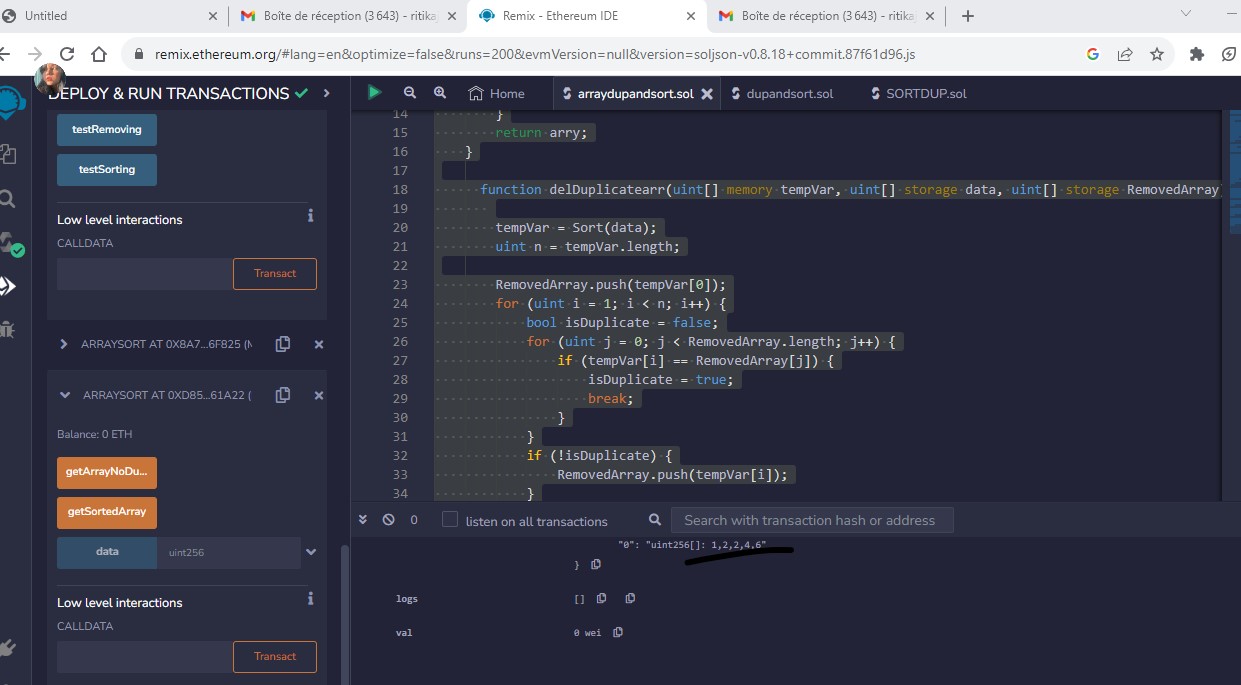 Untitled
Boîte de réception (3 643) - ritika
Remix - Ethereum IDE
Boîte de réception (3 643) - ritika
remix.ethereum.org/#lang=en&optimize=false&runs=200&evmVersion=null&version=soljson-v0.8.18+commit.87f61d96.js
DEPLOY & RUN TRANSACTIONS
testRemoving
testSorting
Low level interactions
CALLDATA
Transact
ARRAYSORT AT 0X8A7...6F825 (M
ARRAYSORT AT 0XD85...61A22 (
Balance: 0 ETH
getArrayNoDu...
getSortedArray
data
uint256
Low level interactions
CALLDATA
Transact
Home
arraydupandsort.sol
dupandsort.sol
SORTDUP.sol
14 }
15 return arry;
16 }
17
18 function delDuplicatearr(uint[] memory tempVar, uint[] storage data, uint[] storage RemovedArray
19
20 tempVar = Sort(data);
21 uint n = tempVar.length;
22
23 RemovedArray.push(tempVar[0]);
24 for (uint i = 1; i < n; i++) {
25 bool isDuplicate = false;
26 for (uint j = 0; j < RemovedArray.length; j++) {
27 if (tempVar[i] == RemovedArray[j]) {
28 isDuplicate = true;
29 break;
30 }
31 }
32 if (!isDuplicate) {
33 RemovedArray.push(tempVar[i]);
34 }
0
listen on all transactions
Search with transaction hash or address
"0": "uint256[]: 1,2,2,4,6"
}
logs
[]
val
0 wei